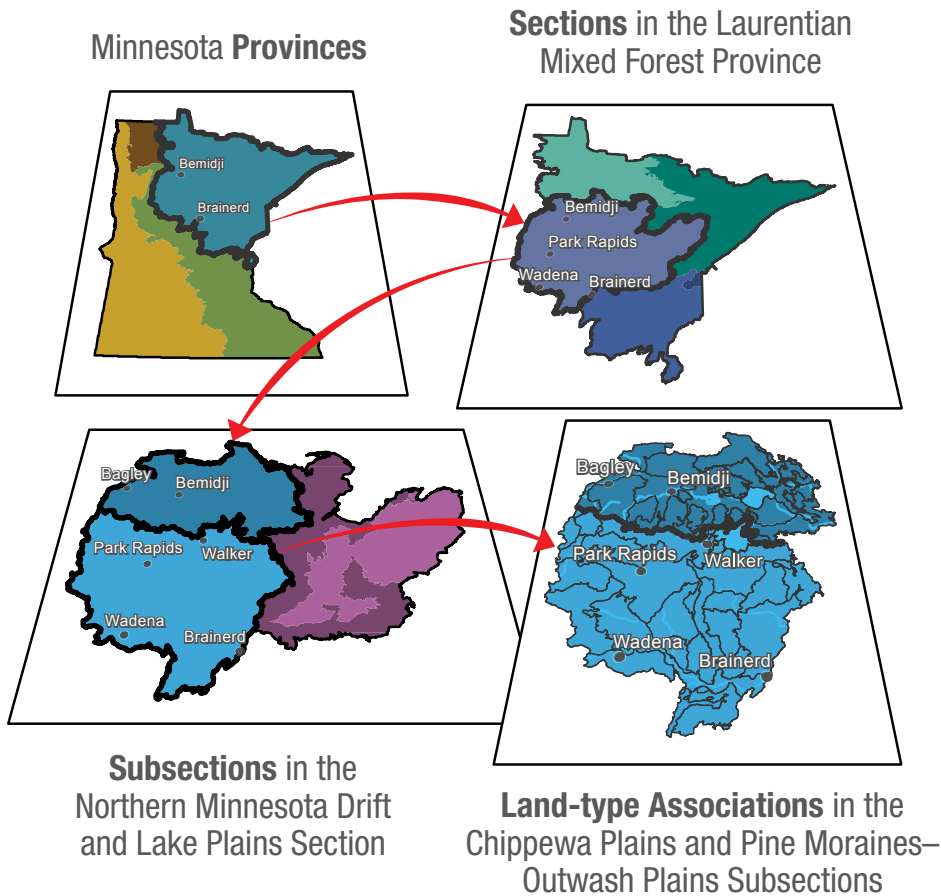 Minnesota Provinces
Sections in the Laurentian
Mixed Forest Province
Bemidji
Brainerd
Bemidji
Park Rapids
Wadena
Brainerd
Bagley
Bemidji
Park Rapids
Walker
Wadena
Brainerd
Bagley
Bemidji
Park Rapids
Walker
Wadena
Brainerd
Subsections in the
Northern Minnesota Drift
and Lake Plains Section
Land-type Associations in the
Chippewa Plains and Pine Moraines–
Outwash Plains Subsections